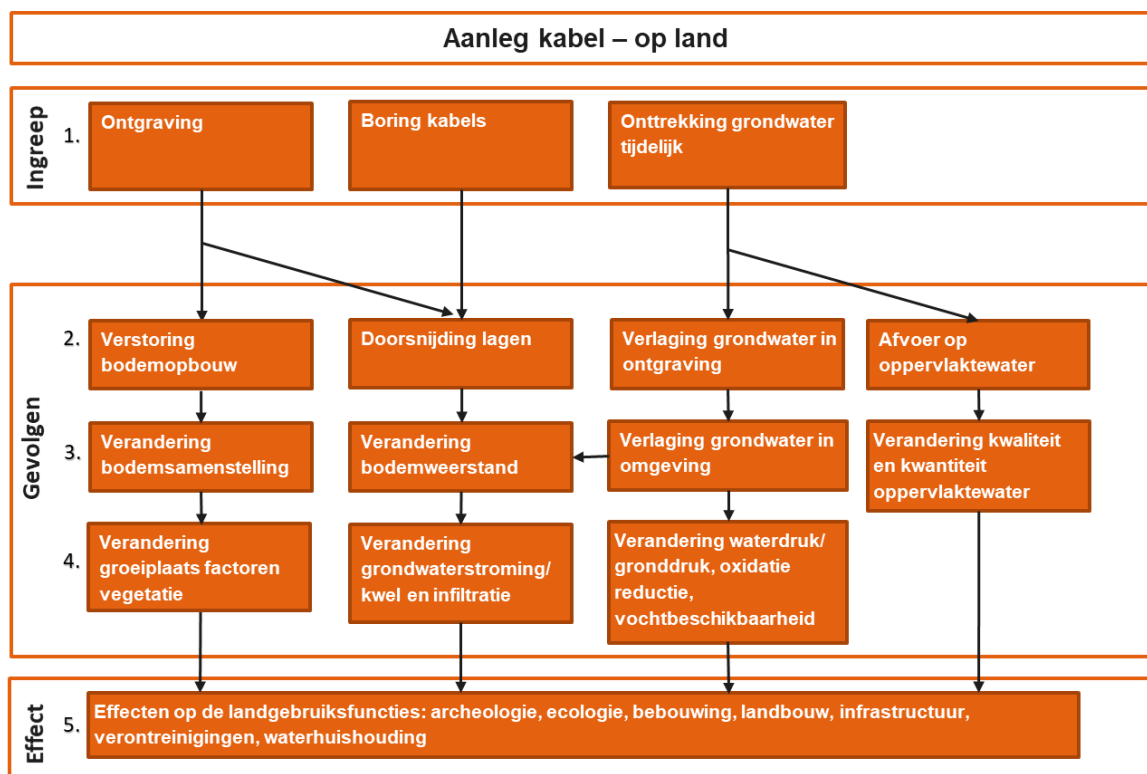 Aanleg kabel – op land
Ingreep
1.
Ontgraving
Boring kabels
Onttrekking grondwater
tijdelijk
Gevolgen
2.
Verstoring
bodemopbouw
Doorsnijding lagen
Verlaging grondwater in
ontgraving
Afvoer op
oppervlaktewater
3.
Verandering
bodemsamenstelling
Verandering
bodemweerstand
Verlaging grondwater in
omgeving
Verandering kwaliteit
en kwantiteit
oppervlaktewater
4.
Verandering
groeiplaats factoren
vegetatie
Verandering
grondwaterstroming/
kwel en infiltratie
Verandering waterdruk/
gronddruk, oxidatie
reductie,
vochtbeschikbaarheid
Effect
5.
Effecten op de landgebruiksfuncties: archeologie, ecologie, bebouwing, landbouw, infrastructuur,
verontreinigingen, waterhuishouding